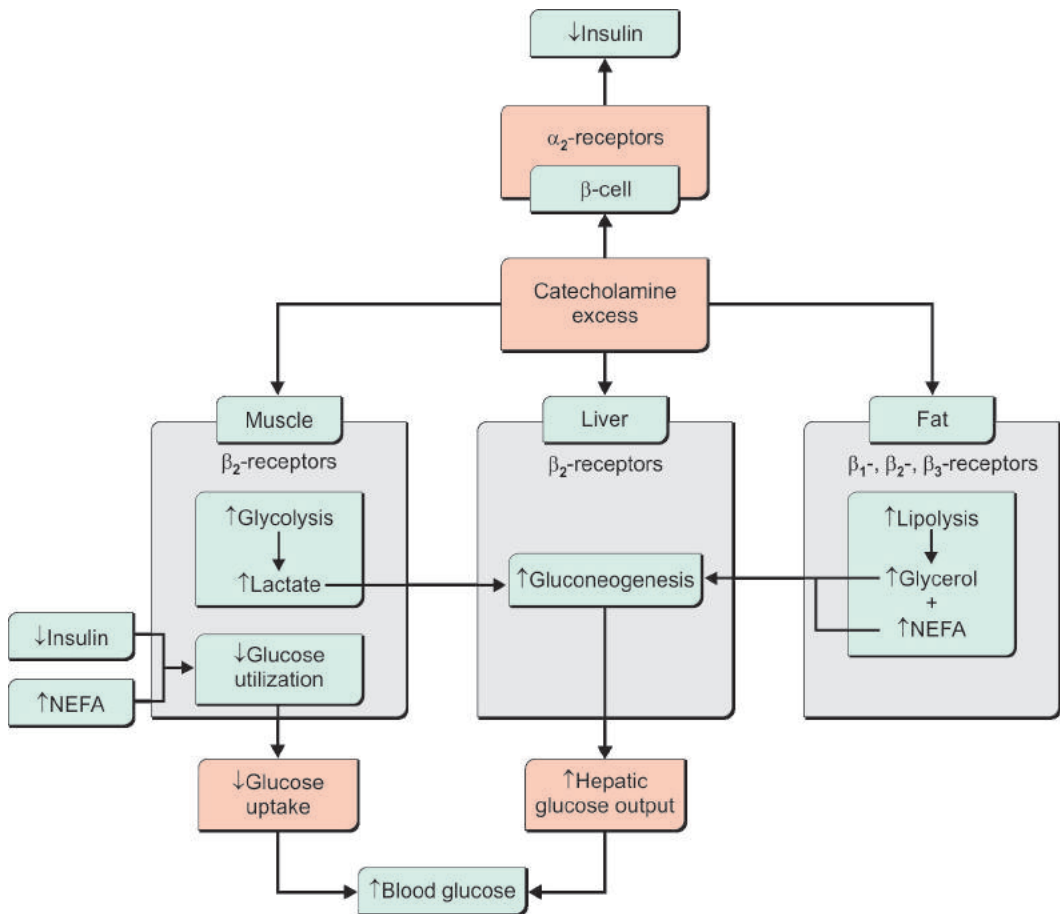 ↓Insulin
α₂-receptors
β-cell
Catecholamine
excess
Muscle
β₂-receptors
↑Glycolysis
↑Lactate
↓Insulin
↑NEFA
↓Glucose
utilization
↓Glucose
uptake
Liver
β₂-receptors
↑Gluconeogenesis
↑Hepatic
glucose output
Fat
β₁-, β₂-, β₃-receptors
↑Lipolysis
↑Glycerol
+
↑NEFA
↑Blood glucose